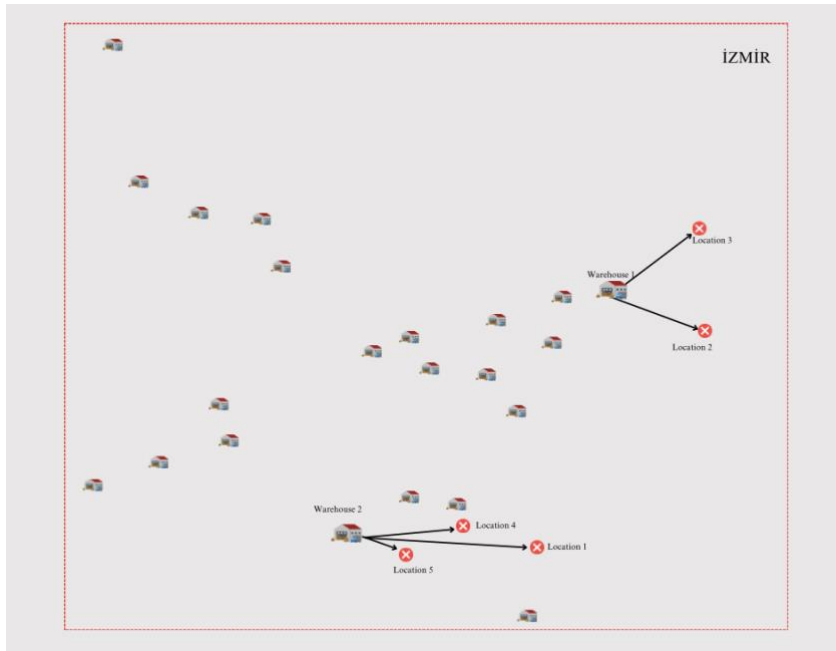 İZMİR
Location 3
Warehouse 1
Location 2
Warehouse 2
Location 4
Location 1
Location 5